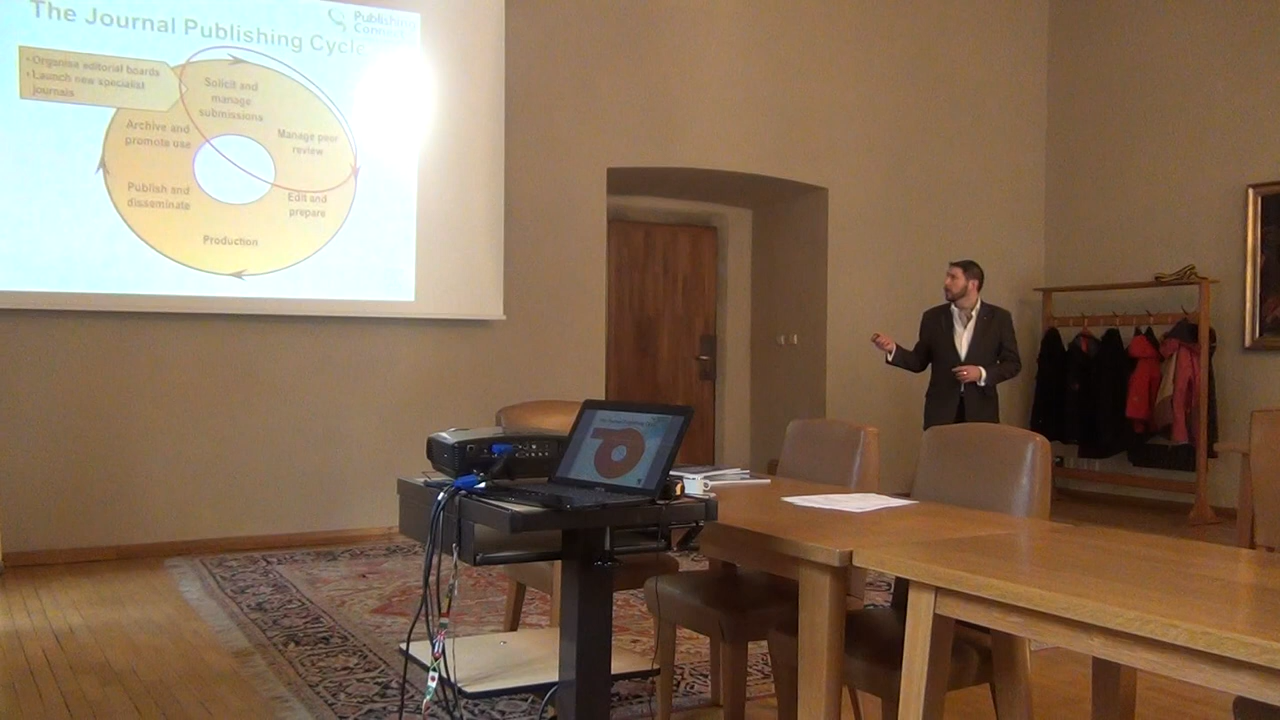 The Journal Publishing Cycle
Publishing
• Organise editorial boards
• Launch new specialist
journals
Solicit and
manage
submissions
Manage peer
review
Edit and
prepare
Production
Publish and
disseminate
Archive and
promote use